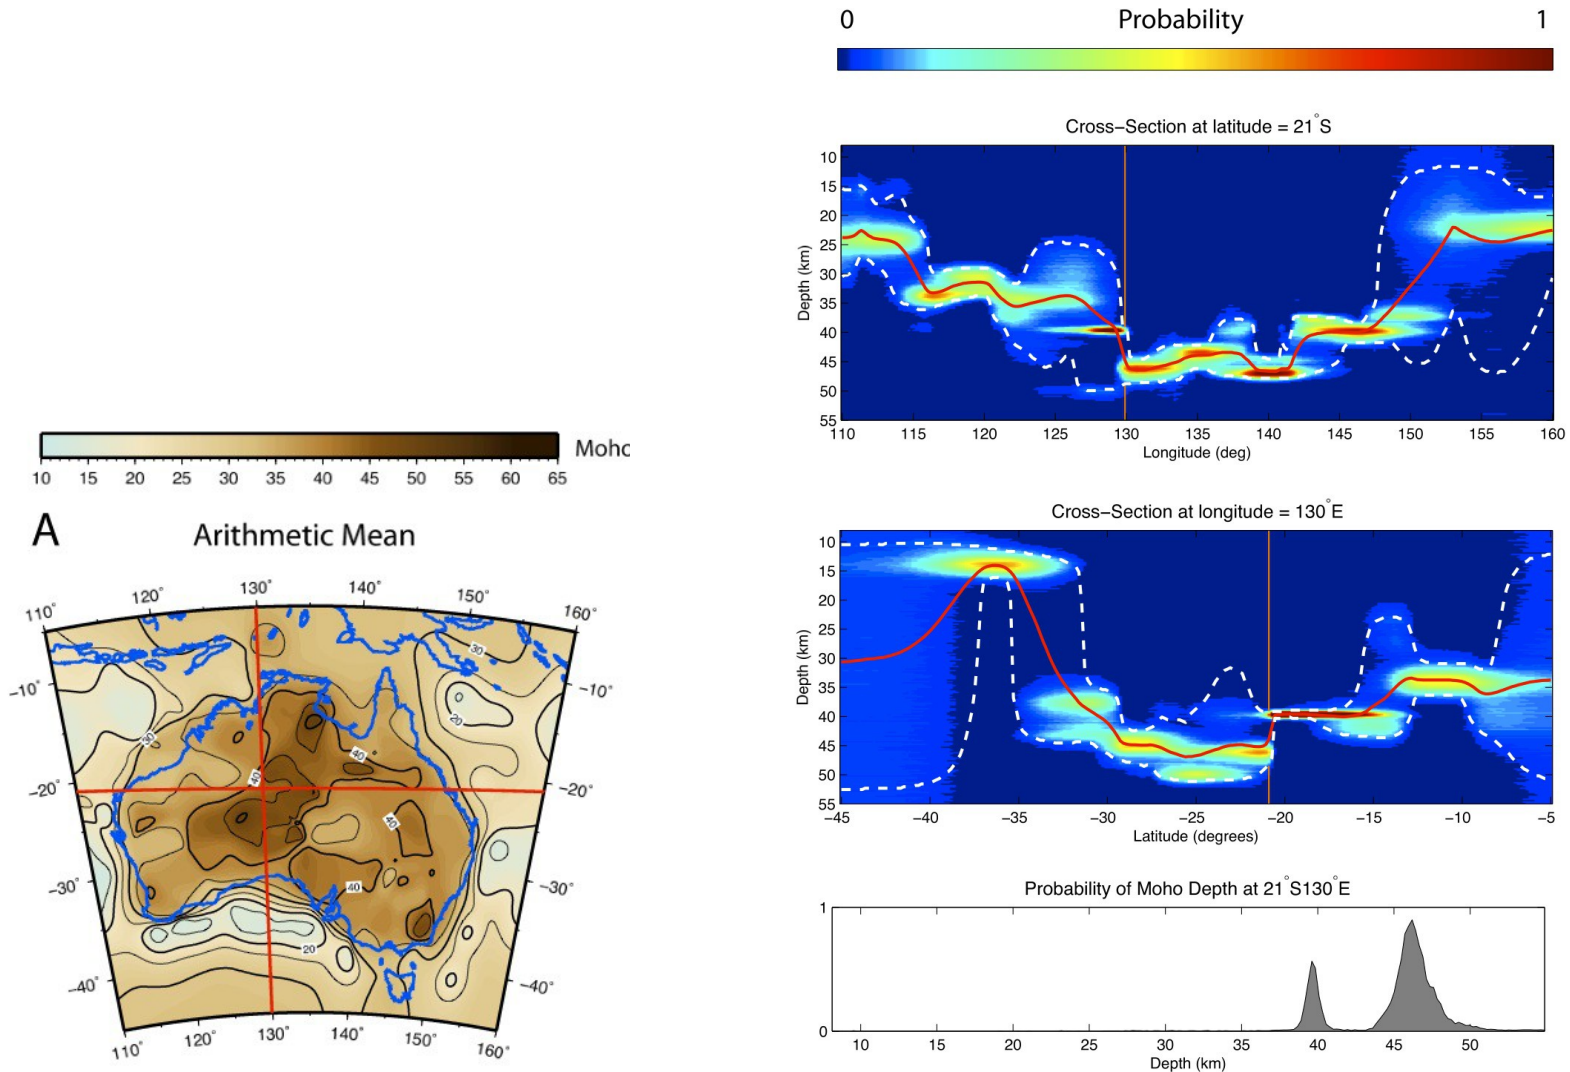 0 Probability 1
Cross−Section at latitude = 21°S
10
15
20
25
30
35
40
45
50
55
Depth (km)
110 115 120 125 130 135 140 145 150 155 160
Longitude (deg)
10 15 20 25 30 35 40 45 50 55 60 65
A Arithmetic Mean
110° 120° 130° 140° 150° 160°
−10° −10°
−20° −20°
−30° −30°
−40° −40°
30
20
30
40
40
40
40
20
110° 120° 130° 140° 150° 160°
Cross−Section at longitude = 130°E
10
15
20
25
30
35
40
45
50
55
Depth (km)
−45 −40 −35 −30 −25 −20 −15 −10 −5
Latitude (degrees)
Probability of Moho Depth at 21°S130°E
1
0
10 15 20 25 30 35 40 45 50
Depth (km)